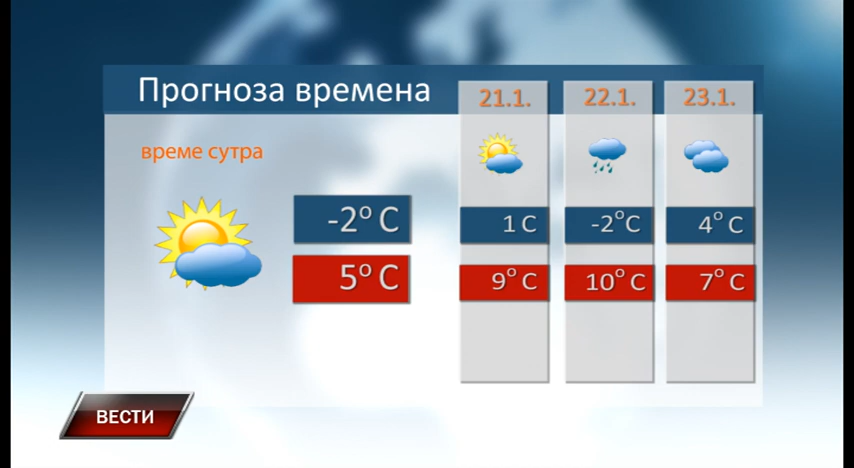 Прогноза времена
време сутра
-2° C
5° C
21.1.
1 C
9° C
22.1.
-2°C
10° C
23.1.
4° C
7° C
ВЕСТИ